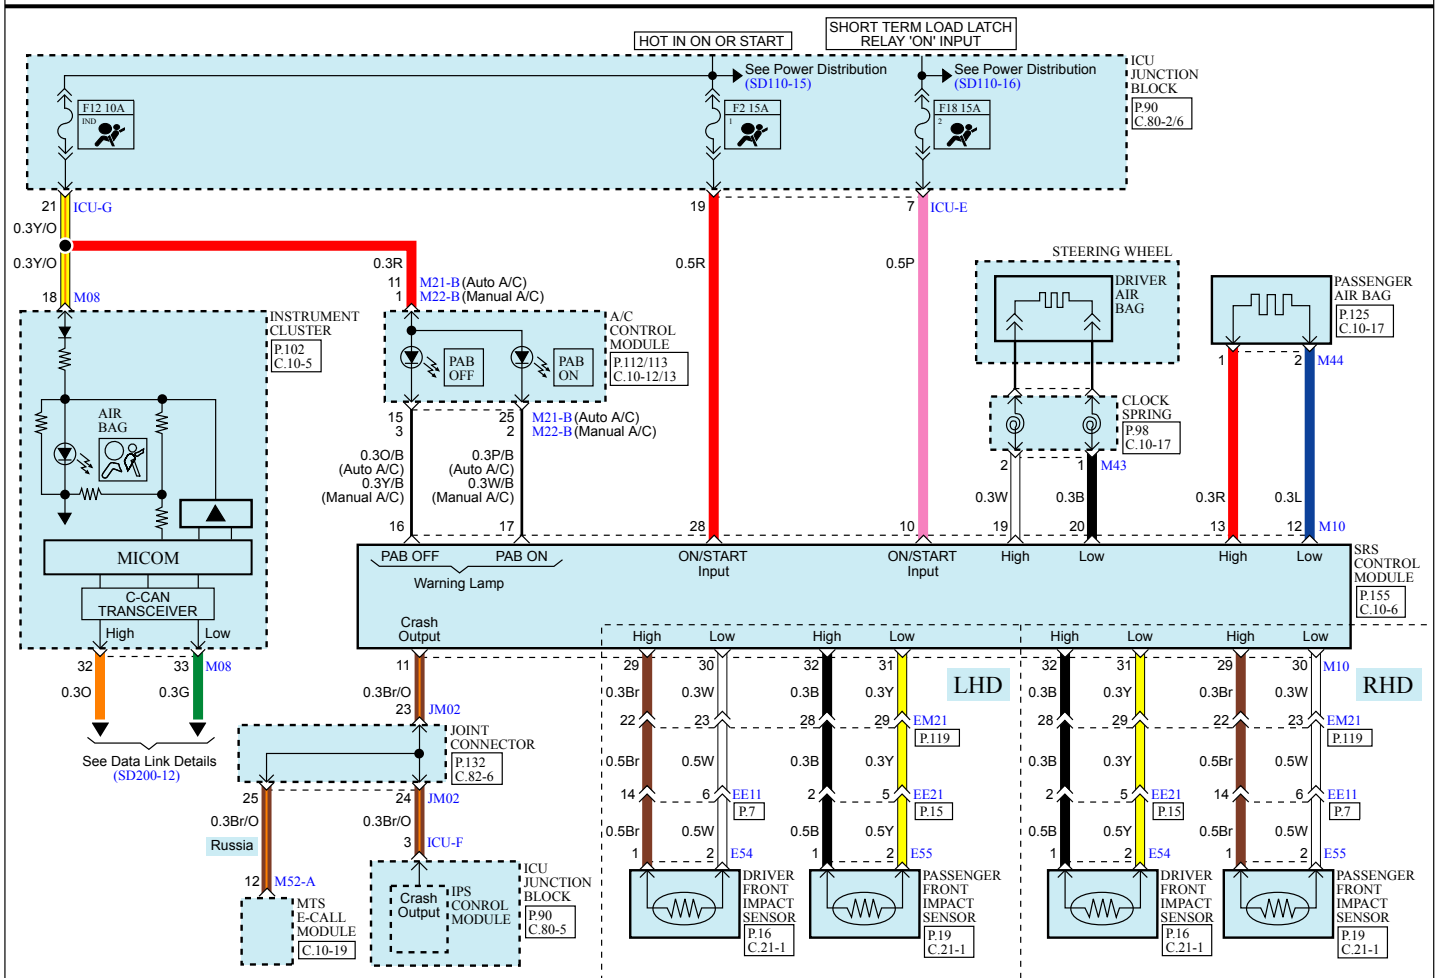 HOT IN ON OR START
SHORT TERM LOAD LATCH
RELAY 'ON' INPUT
See Power Distribution
(SD110-15)
See Power Distribution
(SD110-16)
ICU
JUNCTION
BLOCK
P.90
C.80-2/6
F12 10A
IND
F2 15A
1
F18 15A
2
21 ICU-G
19
7 ICU-E
0.3Y/O
0.3Y/O
0.3R
0.5R
0.5P
18 M08
11 M21-B (Auto A/C)
1 M22-B (Manual A/C)
INSTRUMENT
CLUSTER
P.102
C.10-5
AIR
BAG
MICOM
C-CAN
TRANSCEIVER
High
Low
32
33 M08
0.3O
0.3G
See Data Link Details
(SD200-12)
A/C
CONTROL
MODULE
P.112/113
C.10-12/13
PAB
OFF
PAB
ON
15
3
25 M21-B (Auto A/C)
2 M22-B (Manual A/C)
0.3O/B
(Auto A/C)
0.3Y/B
(Manual A/C)
0.3P/B
(Auto A/C)
0.3W/B
(Manual A/C)
STEERING WHEEL
DRIVER
AIR
BAG
CLOCK
SPRING
P.98
C.10-17
2
1 M43
0.3W
0.3B
PASSENGER
AIR BAG
P.125
C.10-17
1
2 M44
0.3R
0.3L
16
17
28
10
19
20
13
12 M10
PAB OFF
PAB ON
Warning Lamp
ON/START
Input
ON/START
Input
High
Low
High
Low
SRS
CONTROL
MODULE
P.155
C.10-6
Crash
Output
High
Low
High
Low
High
Low
High
Low
11
29
30
32
31
32
31
29
30 M10
LHD
RHD
0.3Br/O
0.3Br
0.3W
0.3B
0.3Y
0.3B
0.3Y
0.3Br
0.3W
23 JM02
22
23
28
29 EM21
P.119
28
29
22
23 EM21
P.119
JOINT
CONNECTOR
P.132
C.82-6
0.5Br
0.5W
0.3B
0.3Y
0.3B
0.3Y
0.5Br
0.5W
25
24 JM02
14
6 EE11
P.7
2
5 EE21
P.15
2
5 EE21
P.15
14
6 EE11
P.7
0.3Br/O
0.3Br/O
Russia
0.5Br
0.5W
0.5B
0.5Y
0.5B
0.5Y
0.5Br
0.5W
3 ICU-F
1
2 E54
1
2 E55
1
2 E54
1
2 E55
12 M52-A
MTS
E-CALL
MODULE
C.10-19
Crash
Output
IPS
CONROL
MODULE
ICU
JUNCTION
BLOCK
P.90
C.80-5
DRIVER
FRONT
IMPACT
SENSOR
P.16
C.21-1
PASSENGER
FRONT
IMPACT
SENSOR
P.19
C.21-1
DRIVER
FRONT
IMPACT
SENSOR
P.16
C.21-1
PASSENGER
FRONT
IMPACT
SENSOR
P.19
C.21-1